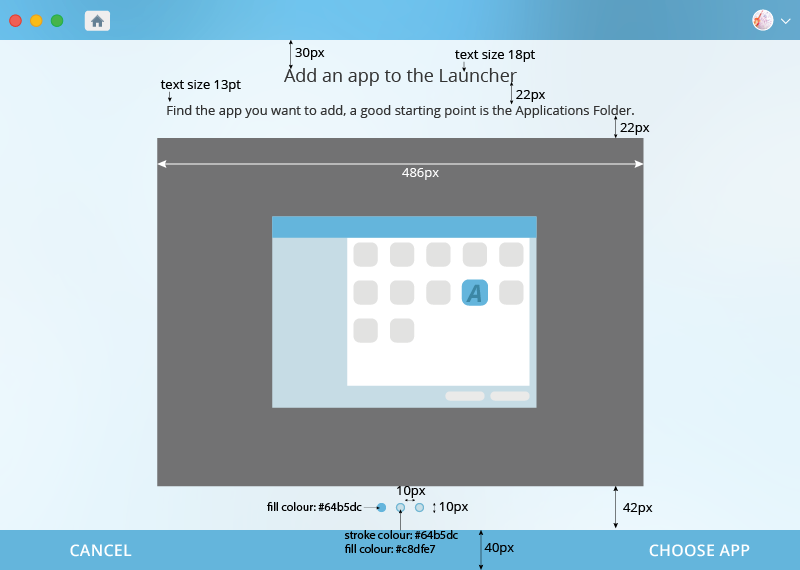 30px
text size 18pt
Add an app to the Launcher
text size 13pt
22px
Find the app you want to add, a good starting point is the Applications Folder.
22px
486px
A
10px
fill colour: #64b5dc
10px
42px
stroke colour: #64b5dc
fill colour: #c8dfe7
40px
CANCEL
CHOOSE APP